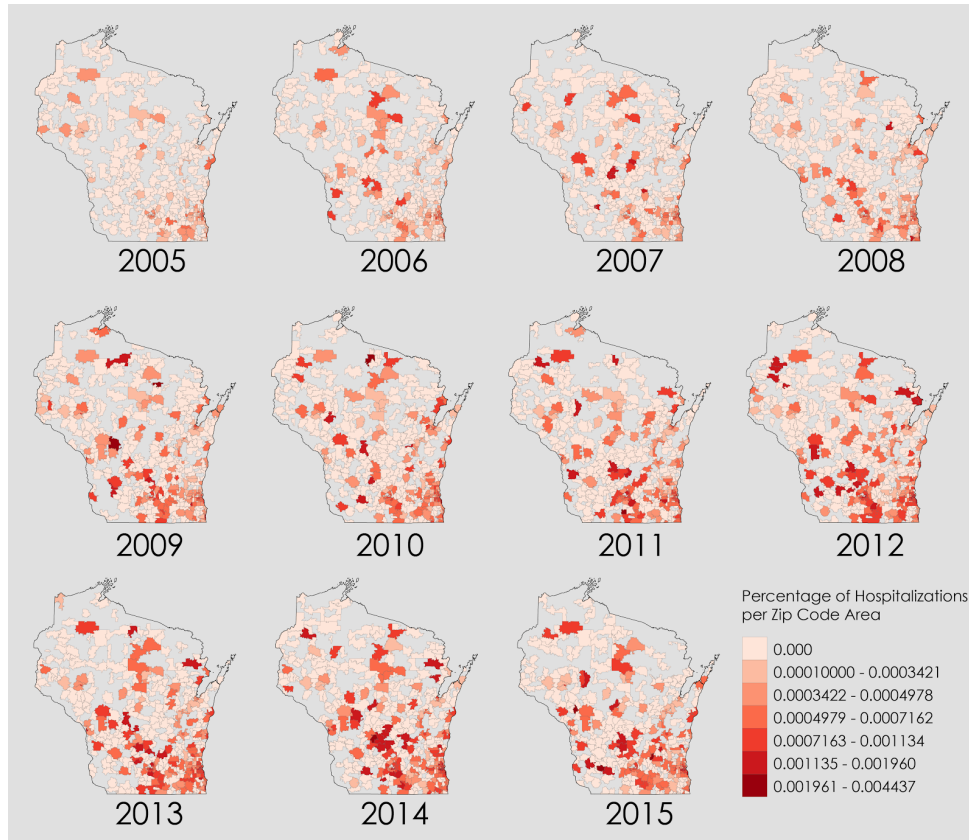 2005
2006
2007
2008
2009
2010
2011
2012
2013
2014
2015
Percentage of Hospitalizations
per Zip Code Area
0.000
0.00010000 - 0.0003421
0.0003422 - 0.0004978
0.0004979 - 0.0007162
0.0007163 - 0.001134
0.001135 - 0.001960
0.001961 - 0.004437